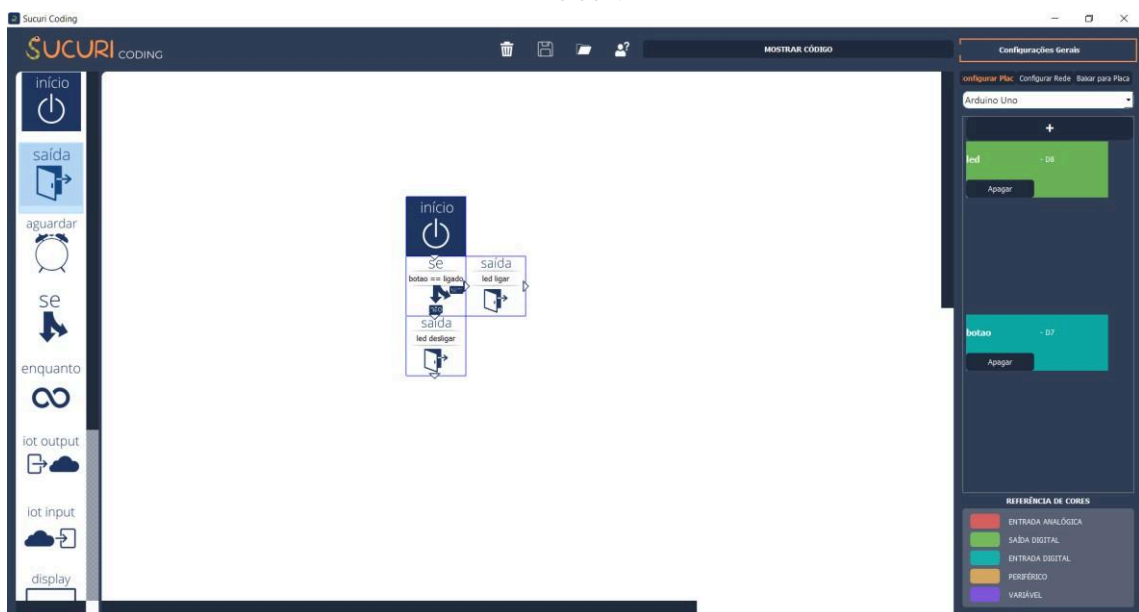 Sucuri Coding
SUCURI CODING
MOSTRAR CÓDIGO
Configurações Gerais
início
saída
aguardar
se
enquanto
iot output
iot input
display
início
se
botao == ligado
saída
led ligar
NÃO
saída
led desligar
onfigurar Plac Configurar Rede Baixar para Placa
Arduino Uno
+
led - D8
Apagar
botao - D7
Apagar
REFERÊNCIA DE CORES
ENTRADA ANALÓGICA
SAÍDA DIGITAL
ENTRADA DIGITAL
PERIFÉRICO
VARIÁVEL